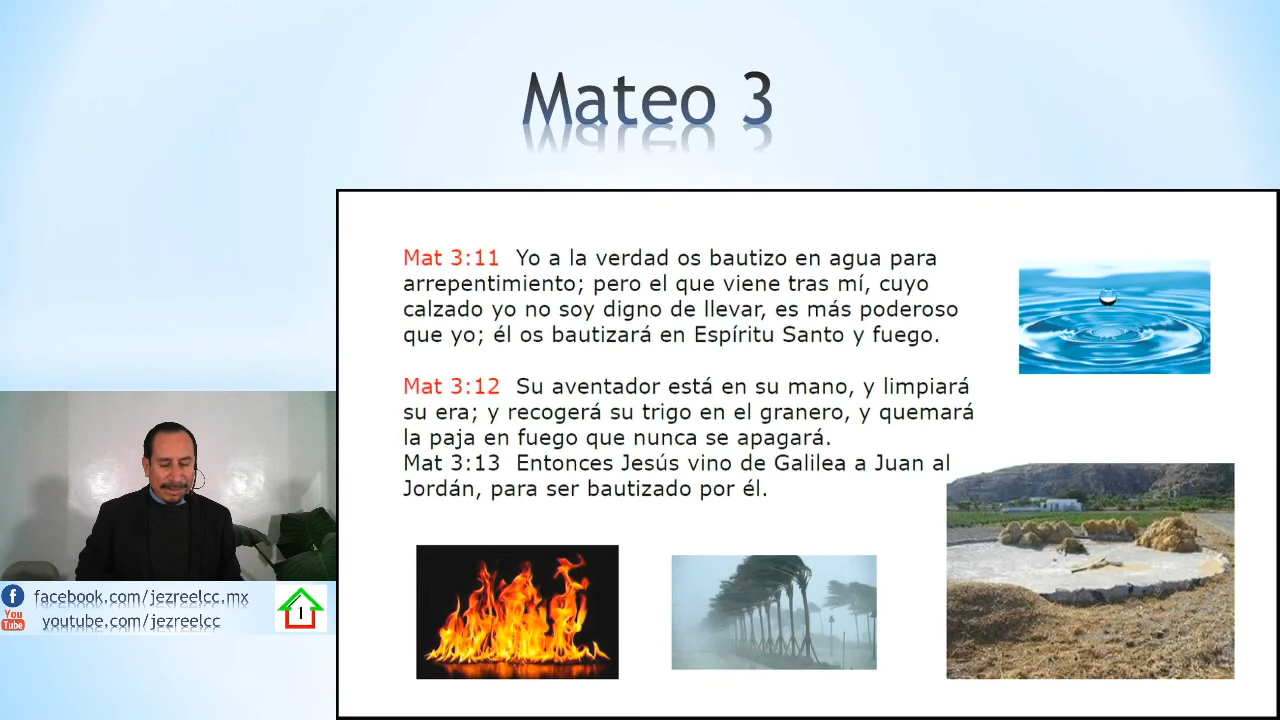 Mateo 3
Mat 3:11 Yo a la verdad os bautizo en agua para
arrepentimiento; pero el que viene tras mí, cuyo
calzado yo no soy digno de llevar, es más poderoso
que yo; él os bautizará en Espíritu Santo y fuego.
Mat 3:12 Su aventador está en su mano, y limpiará
su era; y recogerá su trigo en el granero, y quemará
la paja en fuego que nunca se apagará.
Mat 3:13 Entonces Jesús vino de Galilea a Juan al
Jordán, para ser bautizado por él.
f facebook.com/jezreelcc.mx
You
Tube youtube.com/jezreelcc